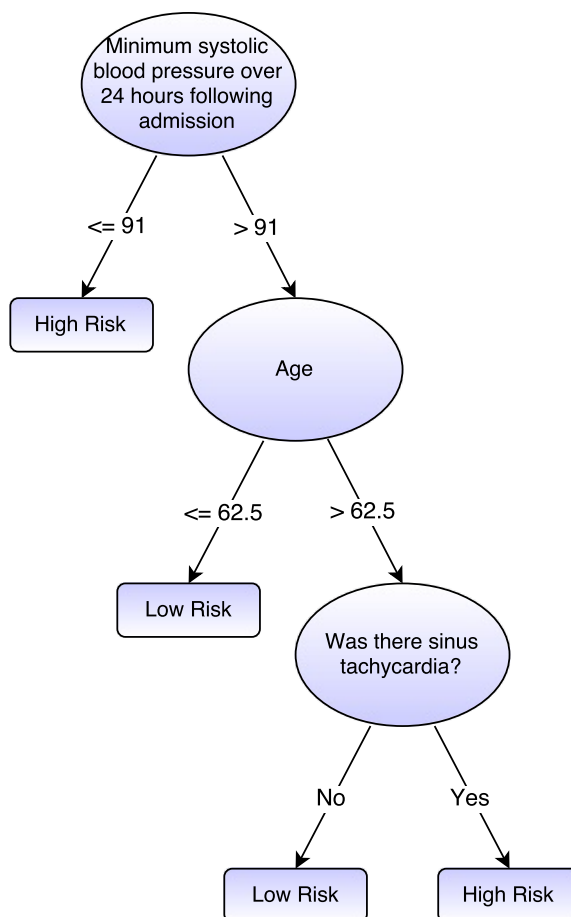 Minimum systolic
blood pressure over
24 hours following
admission
<= 91
> 91
High Risk
Age
<= 62.5
> 62.5
Low Risk
Was there sinus
tachycardia?
No
Yes
Low Risk
High Risk